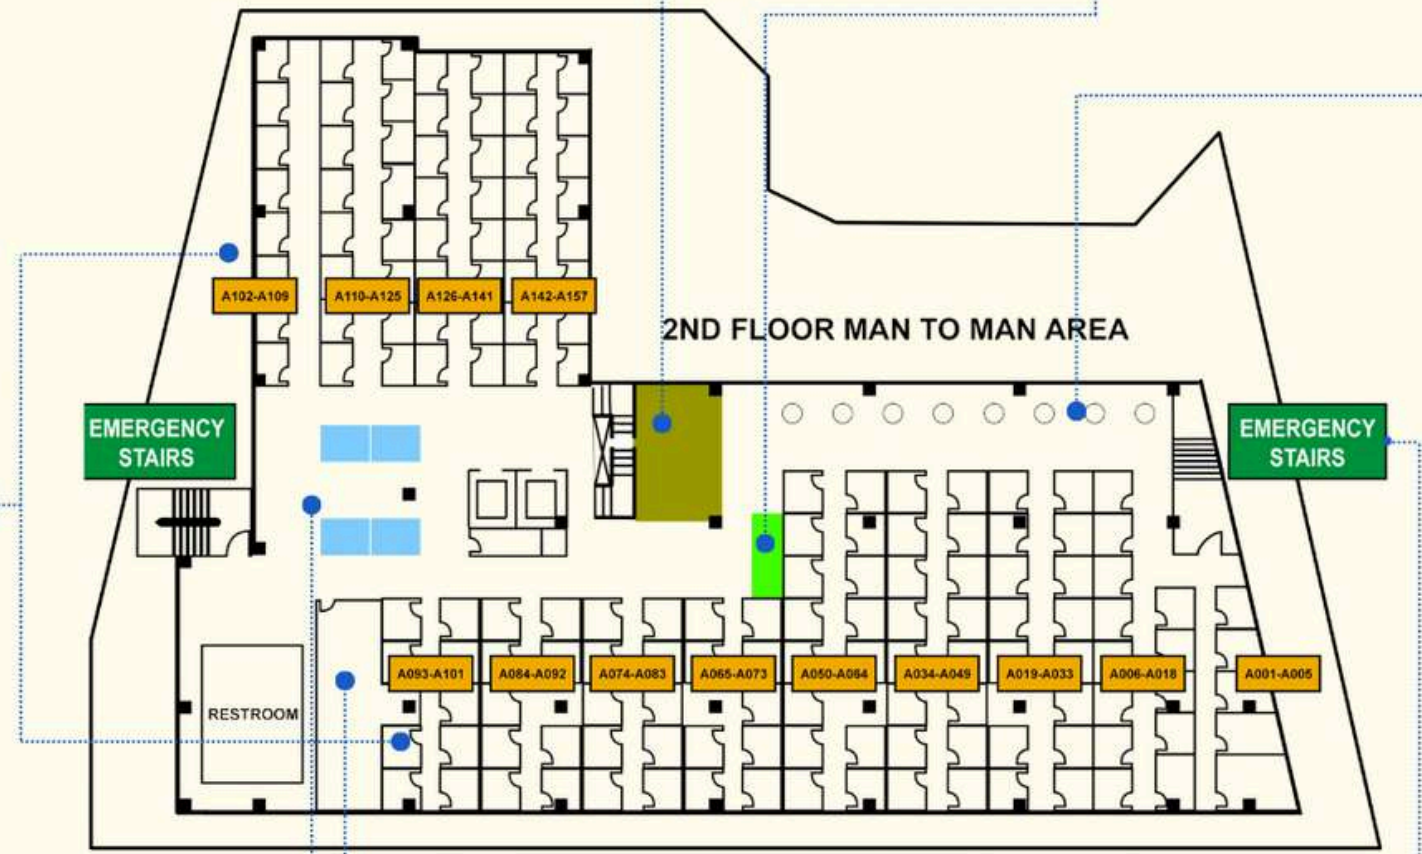 A102-A109
A110-A125
A126-A141
A142-A157
2ND FLOOR MAN TO MAN AREA
EMERGENCY
STAIRS
EMERGENCY
STAIRS
A093-A101
A084-A092
A074-A083
A065-A073
A050-A064
A034-A049
A019-A033
A006-A018
A001-A005
RESTROOM